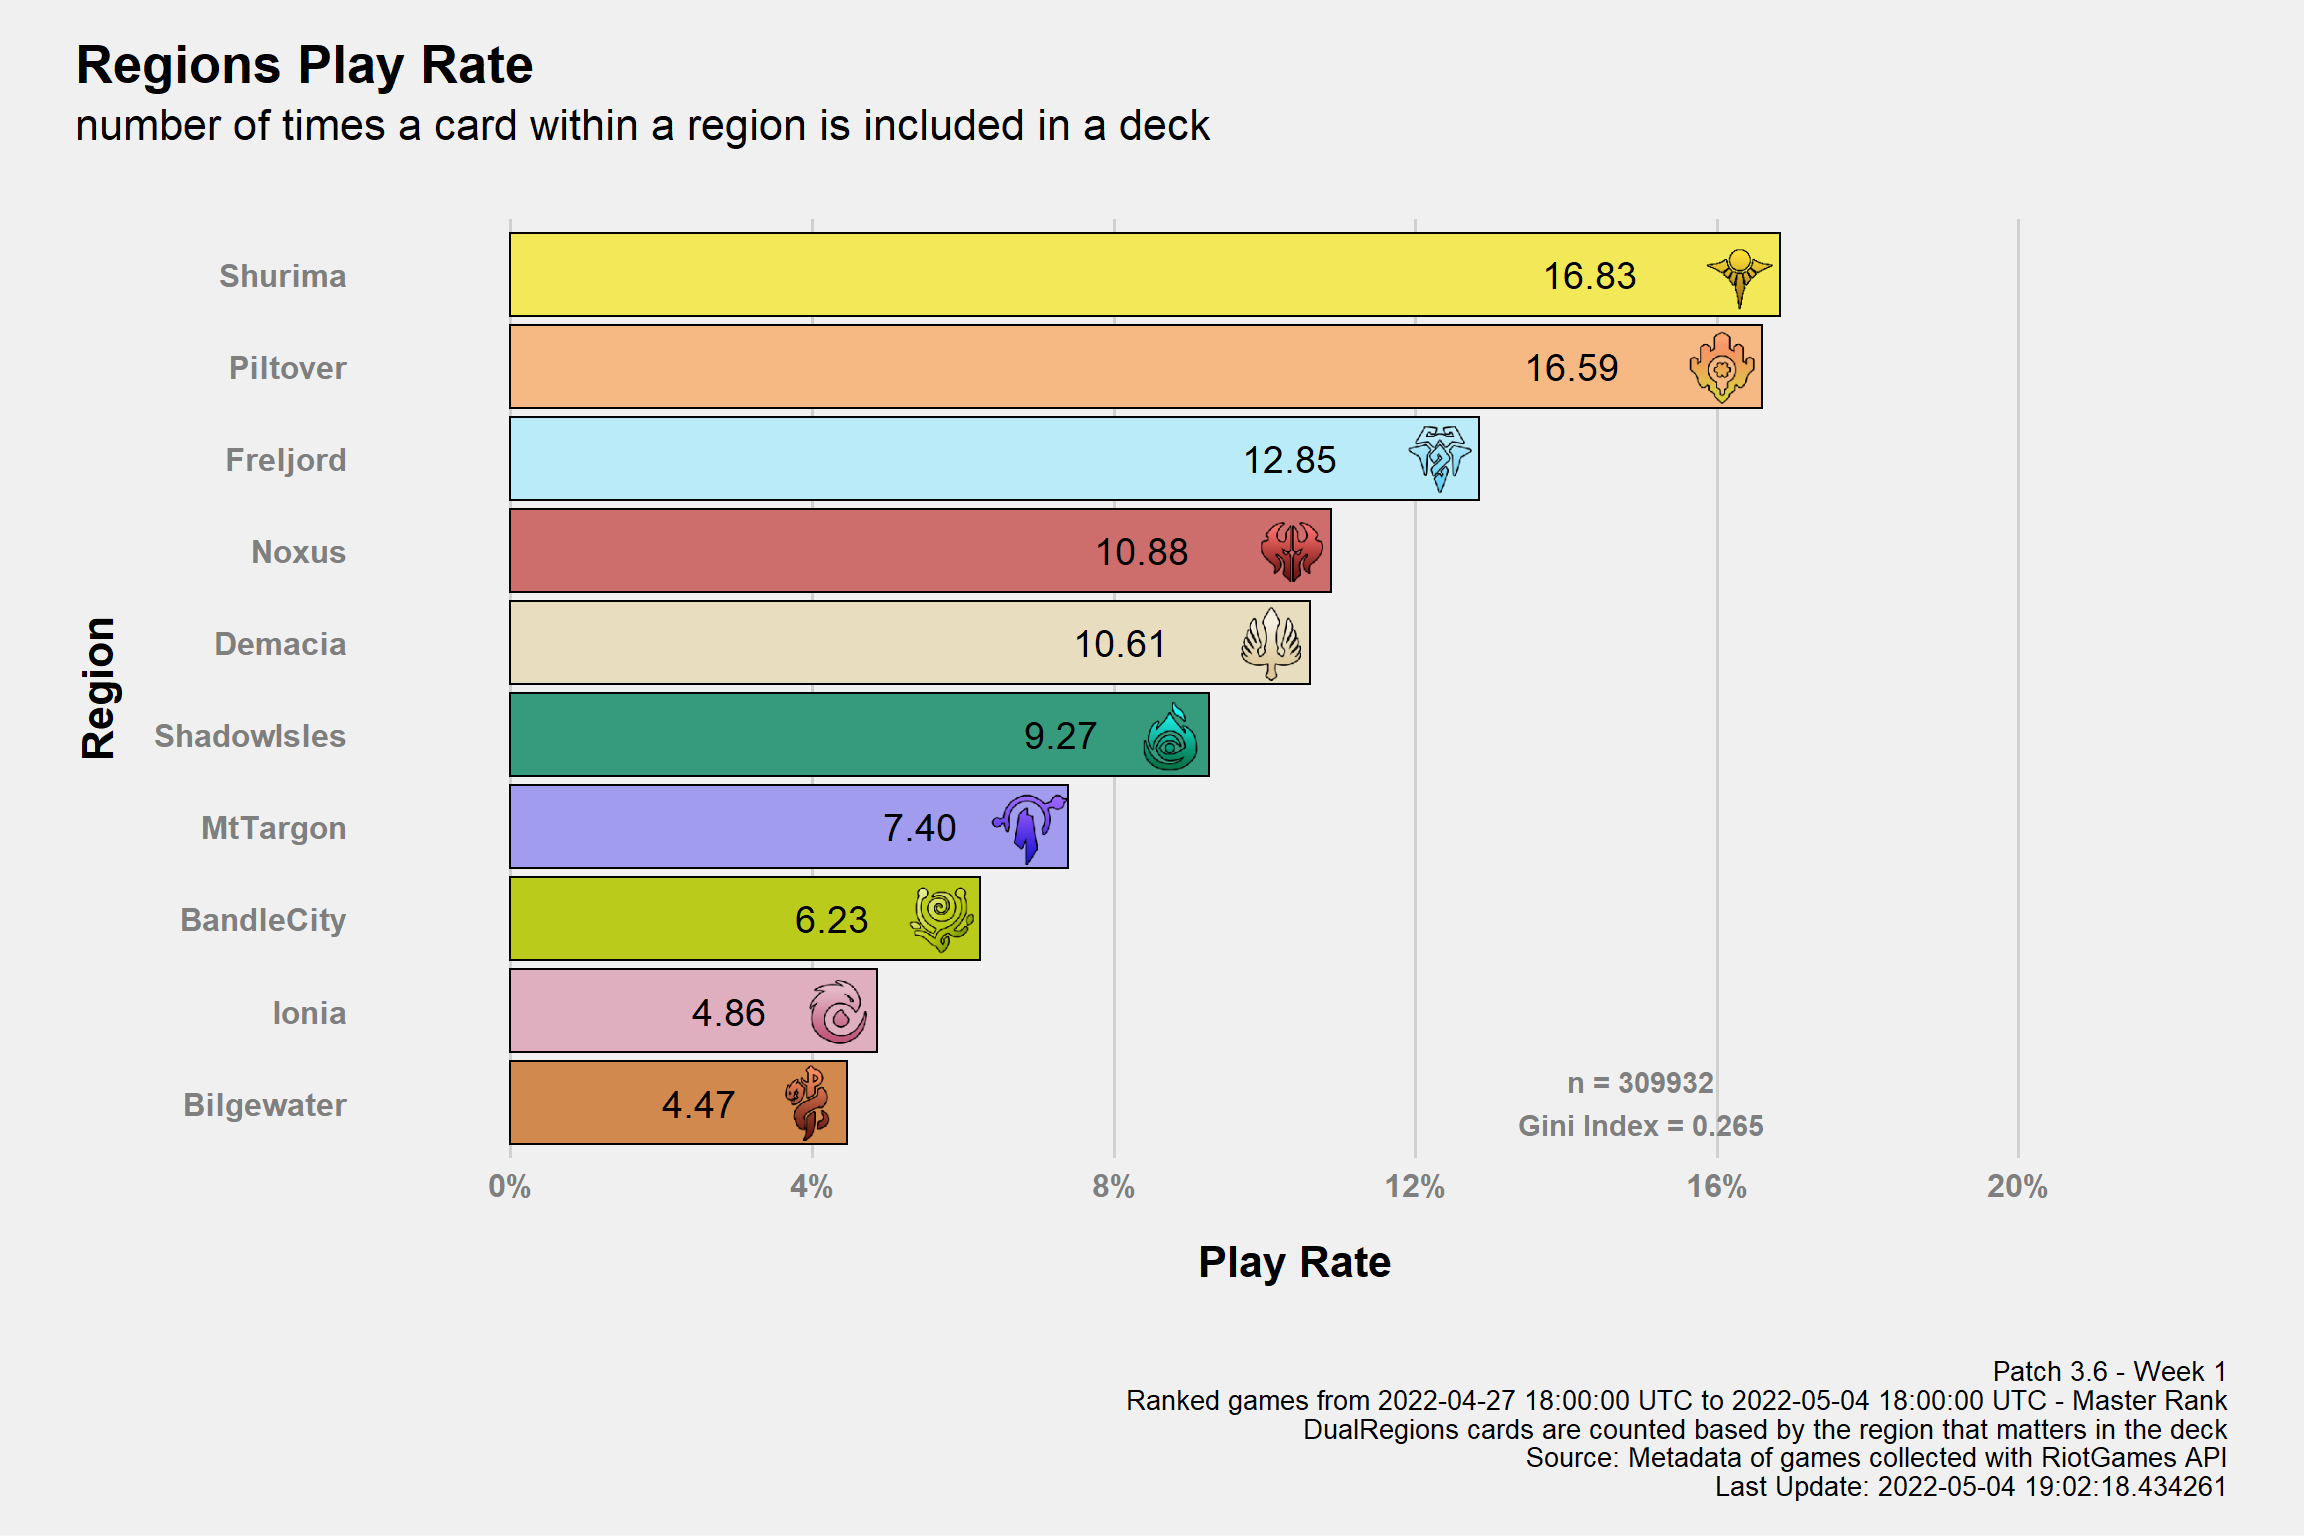 Regions Play Rate
number of times a card within a region is included in a deck
Region
Shurima 16.83
Piltover 16.59
Freljord 12.85
Noxus 10.88
Demacia 10.61
ShadowIsles 9.27
MtTargon 7.40
BandleCity 6.23
Ionia 4.86
Bilgewater 4.47
n = 309932
Gini Index = 0.265
0% 4% 8% 12% 16% 20%
Play Rate
Patch 3.6 - Week 1
Ranked games from 2022-04-27 18:00:00 UTC to 2022-05-04 18:00:00 UTC - Master Rank
DualRegions cards are counted based by the region that matters in the deck
Source: Metadata of games collected with RiotGames API
Last Update: 2022-05-04 19:02:18.434261